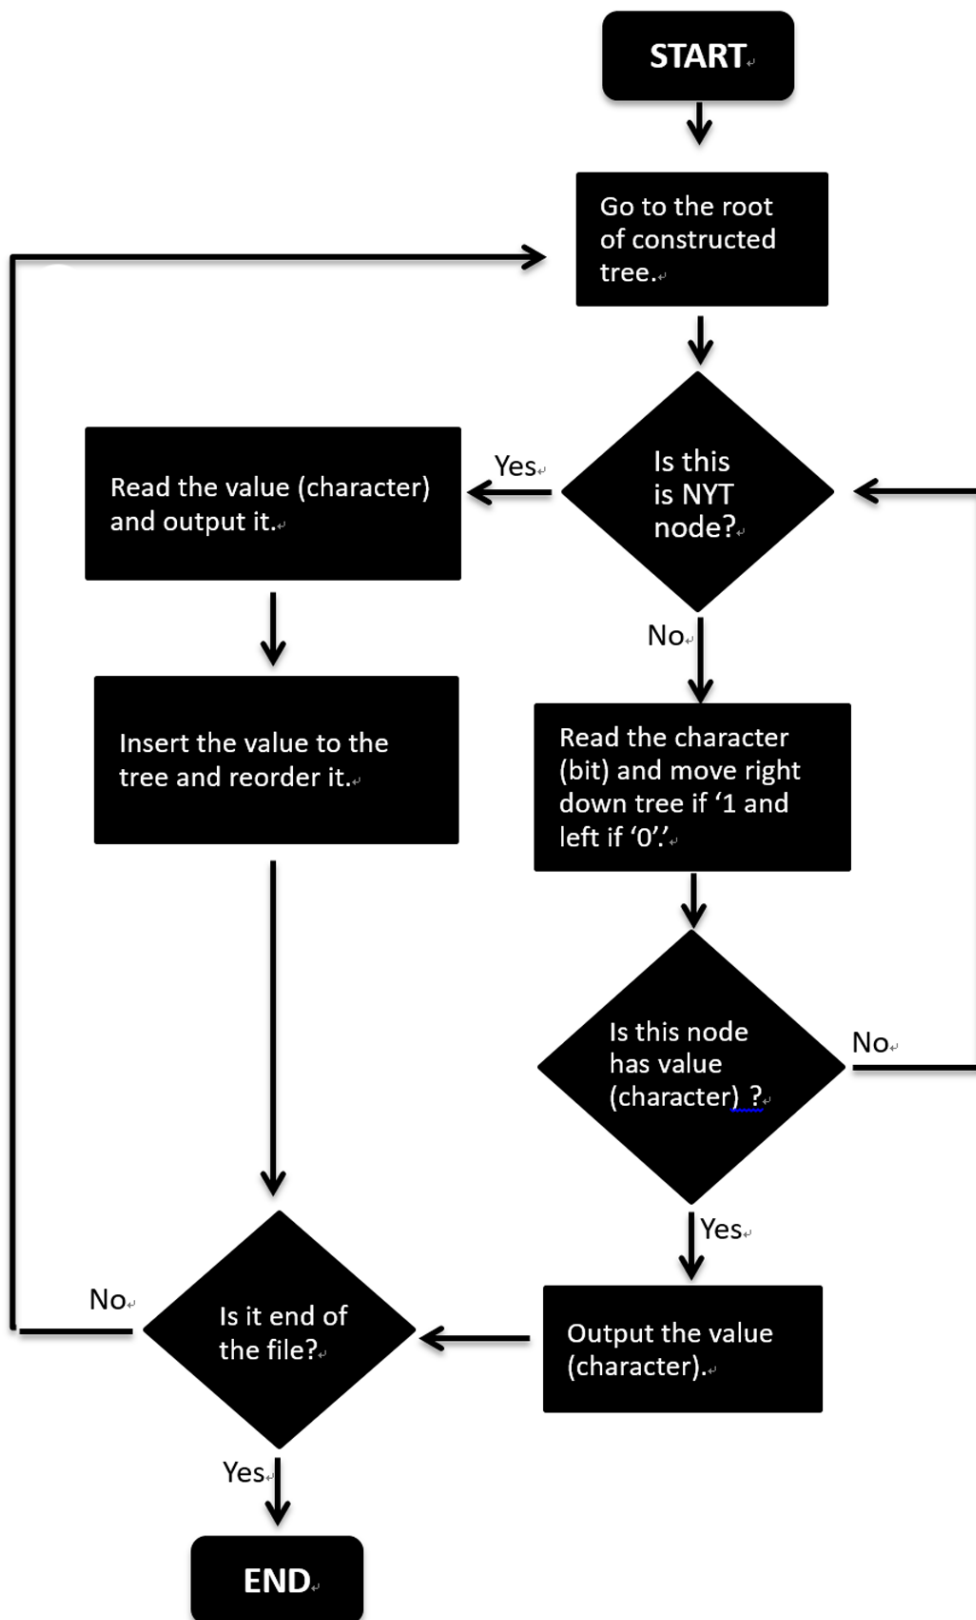 START
Go to the root
of constructed
tree.
Is this
is NYT
node?
Yes
Read the value (character)
and output it.
No
Insert the value to the
tree and reorder it.
Read the character
(bit) and move right
down tree if ‘1 and
left if ‘0’.’
Is this node
has value
(character) ?
No
Yes
Output the value
(character).
Is it end of
the file?
No
Yes
END